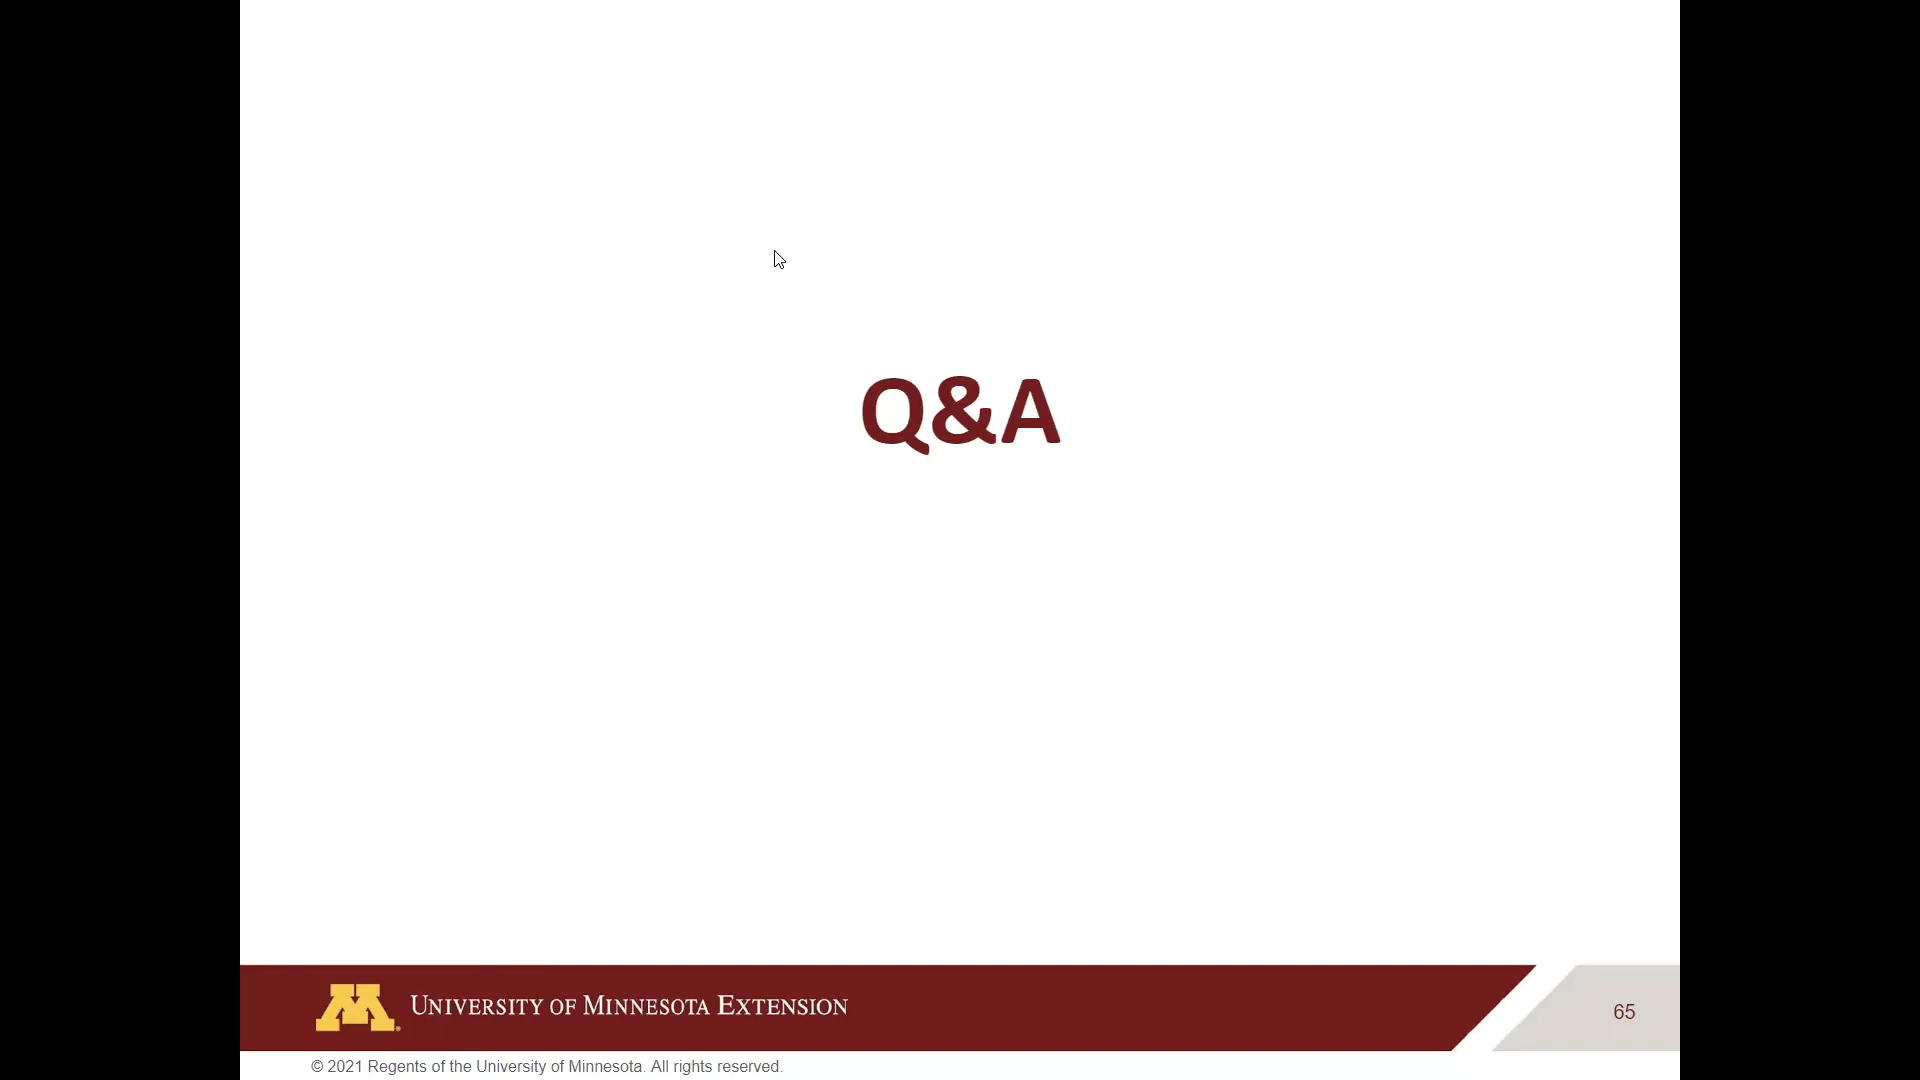 Q&A
M
UNIVERSITY OF MINNESOTA EXTENSION
65
© 2021 Regents of the University of Minnesota. All rights reserved.